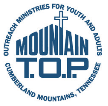 OUTREACH MINISTRIES FOR YOUTH AND ADULTS
MOUNTAIN
T.O.P.
CUMBERLAND MOUNTAINS, TENNESSEE